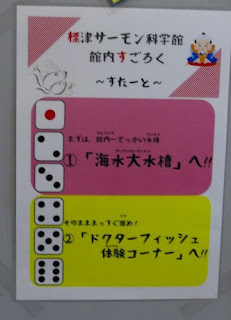 標津サーモン科学館
館内すごろく
～すたーと～
まずは、館内一でっかい水槽
① 「海水大水槽」へ!!
そのまままっすぐ進め!
② 「ドクターフィッシュ
体験コーナー」へ!!